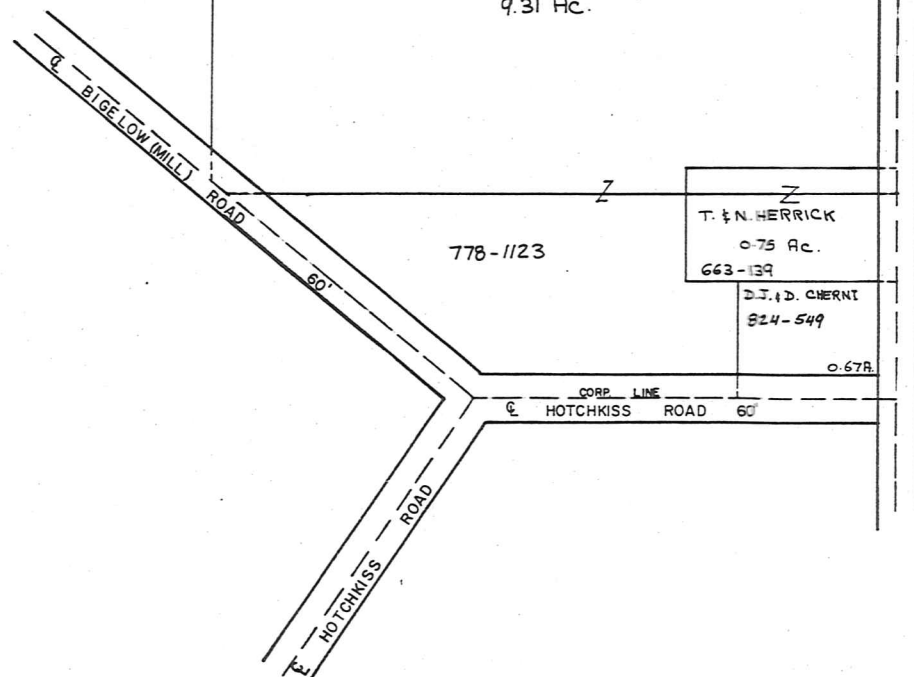 9.31 Ac.
℄ BIGELOW (MILL) ROAD
60'
Z Z
T. & N. HERRICK
0.75 Ac.
663-139
778-1123
D.J. & D. CHERNI
824-549
0.67A.
CORP. LINE
℄ HOTCHKISS ROAD 60'
℄ HOTCHKISS ROAD